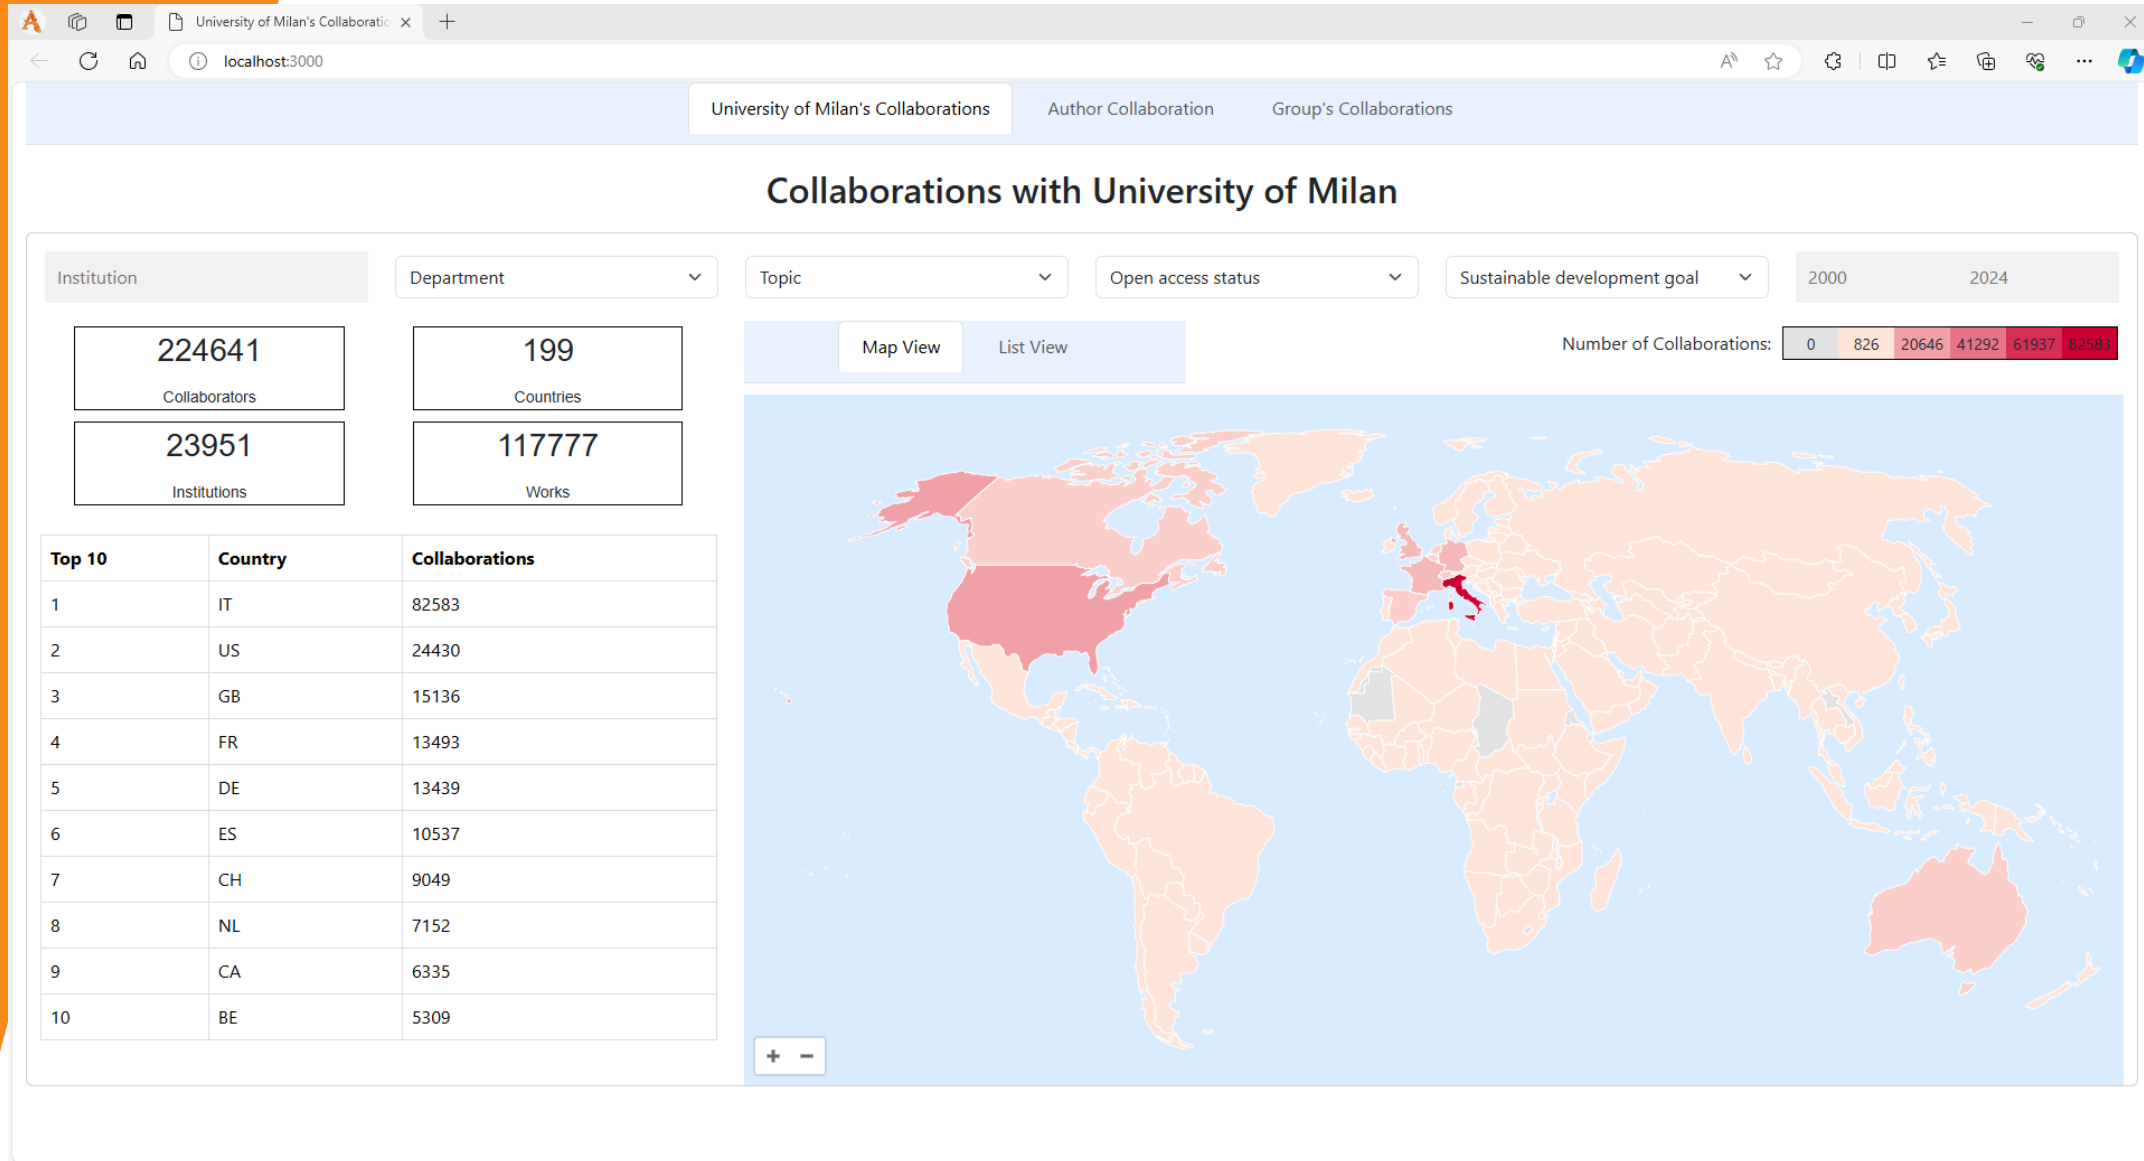 University of Milan's Collaboratio
localhost:3000
University of Milan's Collaborations Author Collaboration Group's Collaborations
Collaborations with University of Milan
Institution Department Topic Open access status Sustainable development goal 2000 2024
224641
Collaborators
199
Countries
23951
Institutions
117777
Works
Map View List View
Number of Collaborations: 0 826 20646 41292 61937 82583
Top 10 Country Collaborations
1 IT 82583
2 US 24430
3 GB 15136
4 FR 13493
5 DE 13439
6 ES 10537
7 CH 9049
8 NL 7152
9 CA 6335
10 BE 5309